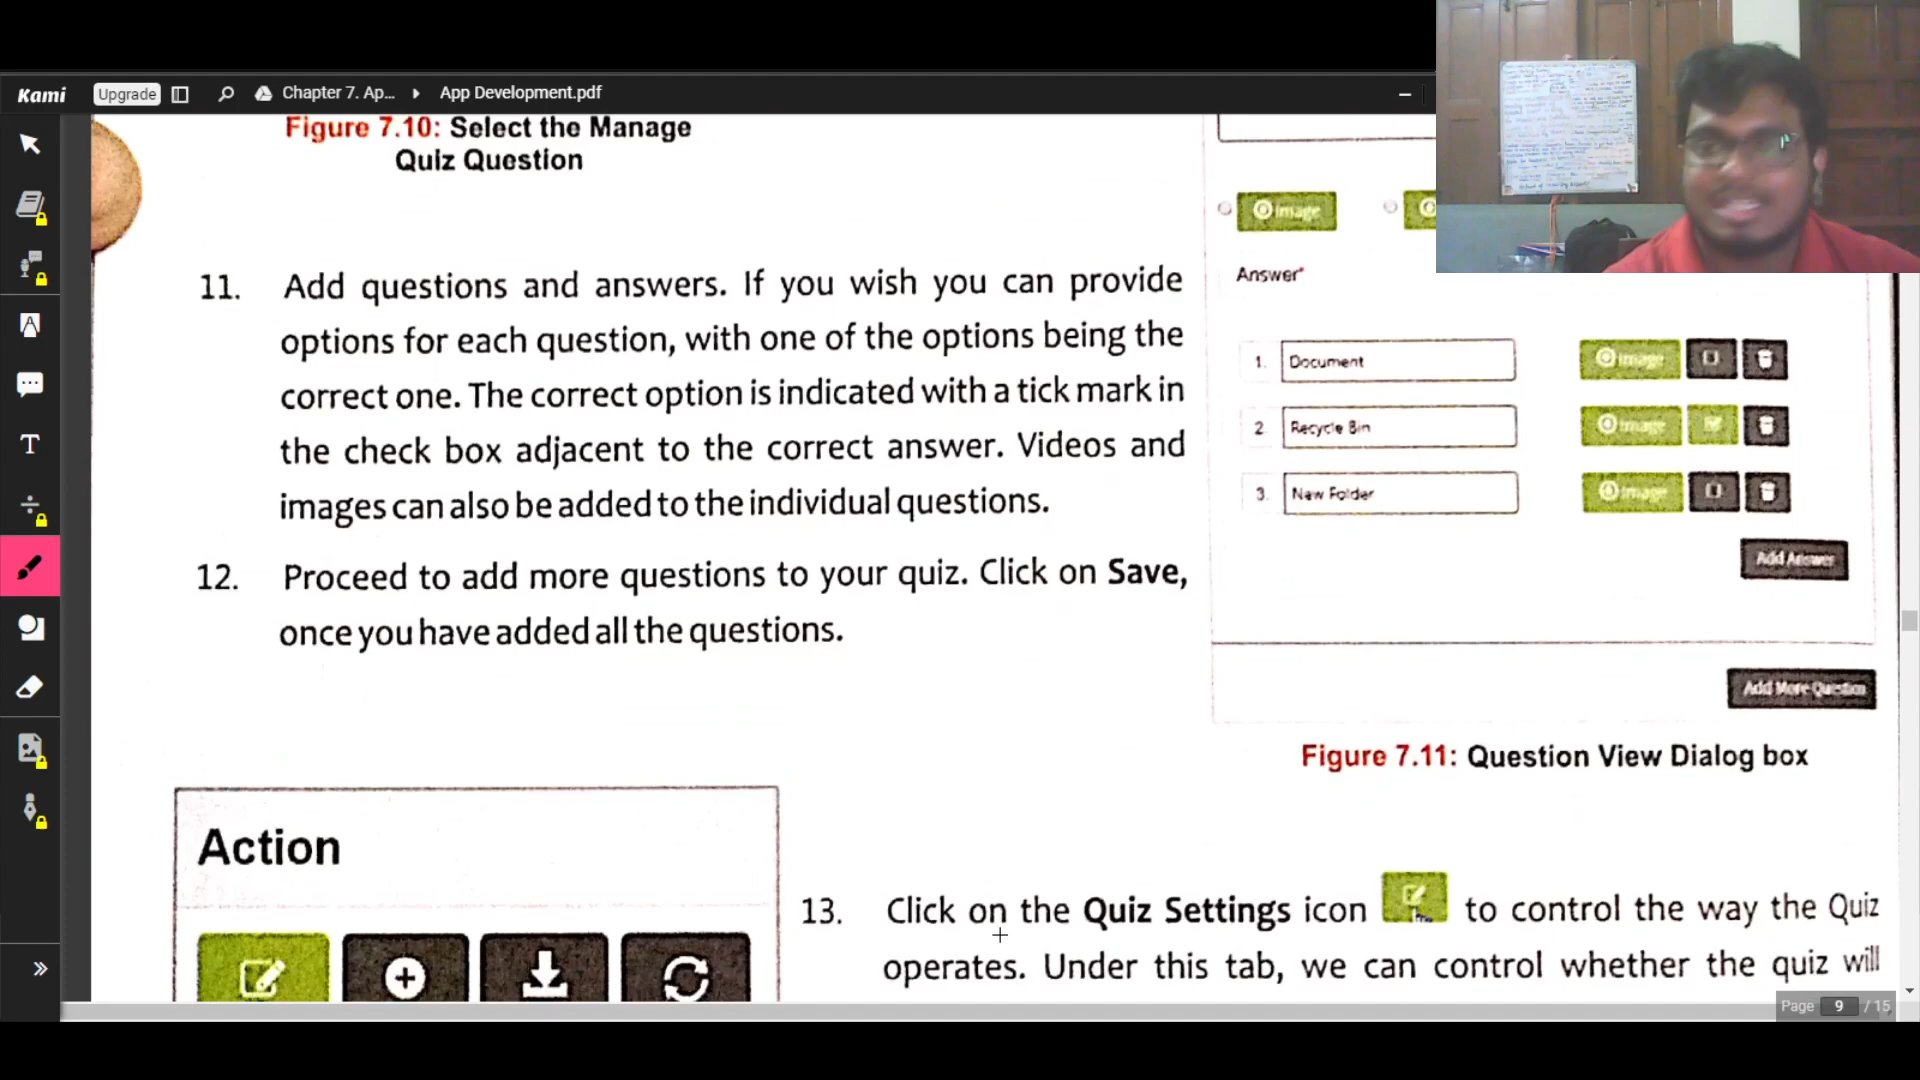 Kami
Upgrade
Chapter 7. Ap...
App Development.pdf
Figure 7.10: Select the Manage
Quiz Question
11. Add questions and answers. If you wish you can provide
options for each question, with one of the options being the
correct one. The correct option is indicated with a tick mark in
the check box adjacent to the correct answer. Videos and
images can also be added to the individual questions.
12. Proceed to add more questions to your quiz. Click on Save,
once you have added all the questions.
Image
Answer*
1. Document Image
2 Recycle Bin Image
3. New Folder Image
Add Answer
Add More Question
Figure 7.11: Question View Dialog box
Action
13. Click on the Quiz Settings icon to control the way the Quiz
operates. Under this tab, we can control whether the quiz will
Page 9 / 15